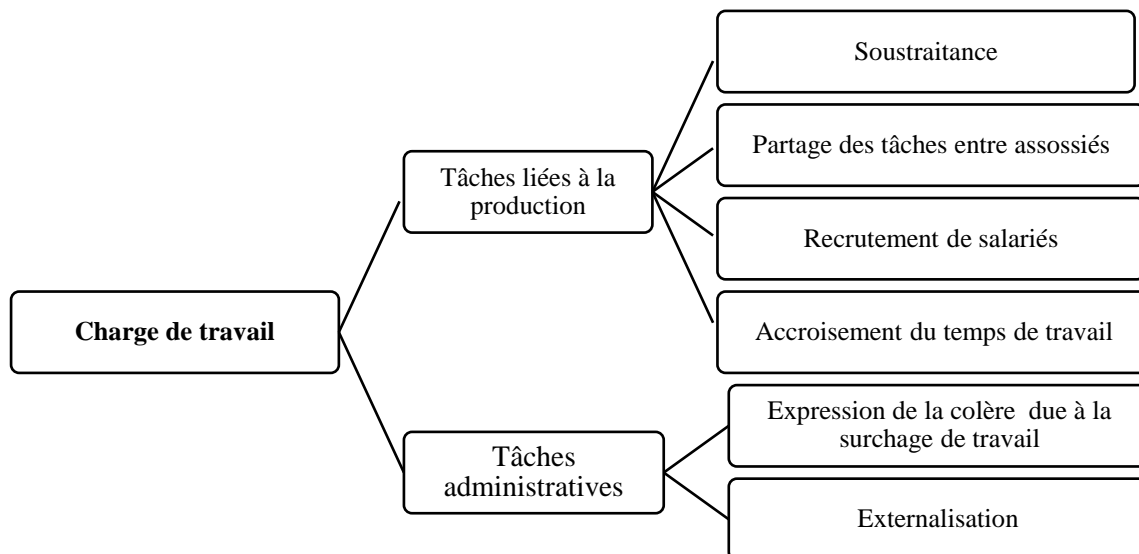 Soustraitance
Partage des tâches entre assossiés
Tâches liées à la
production
Recrutement de salariés
Charge de travail
Accroisement du temps de travail
Expression de la colère due à la
surchage de travail
Tâches
administratives
Externalisation